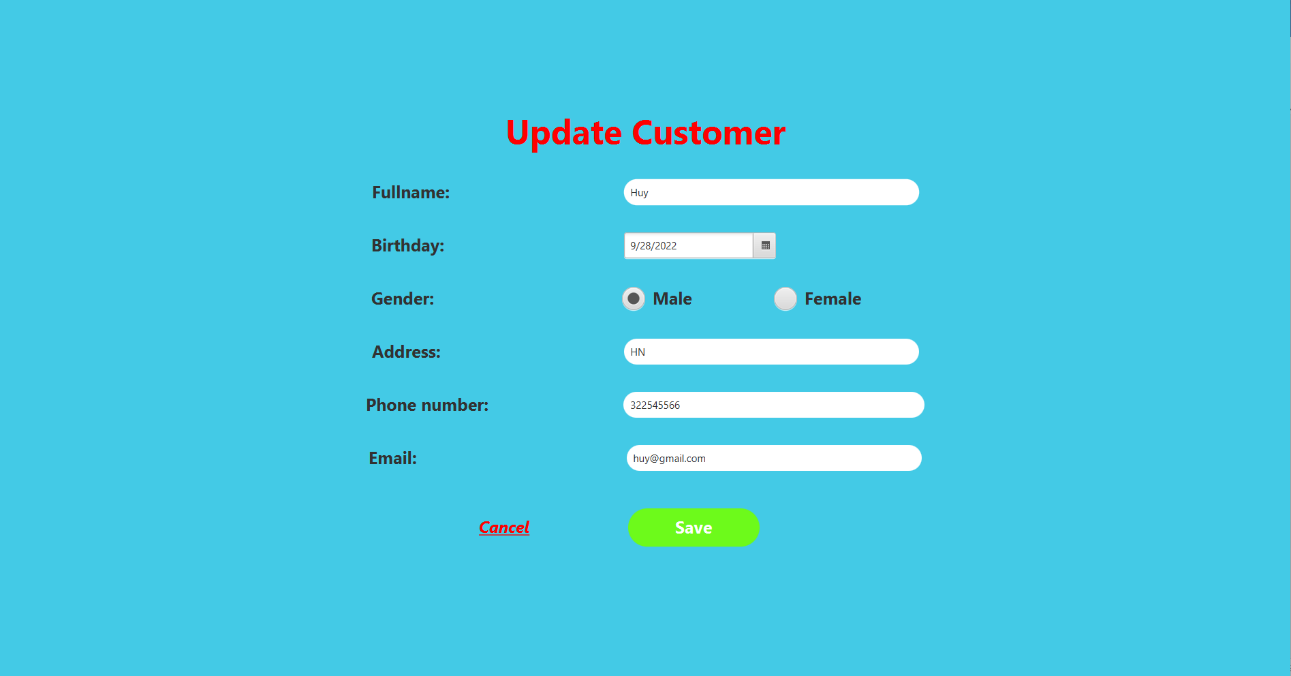 Update Customer
Fullname: Huy
Birthday: 9/28/2022
Gender: Male Female
Address: HN
Phone number: 322545566
Email: huy@gmail.com
Cancel Save